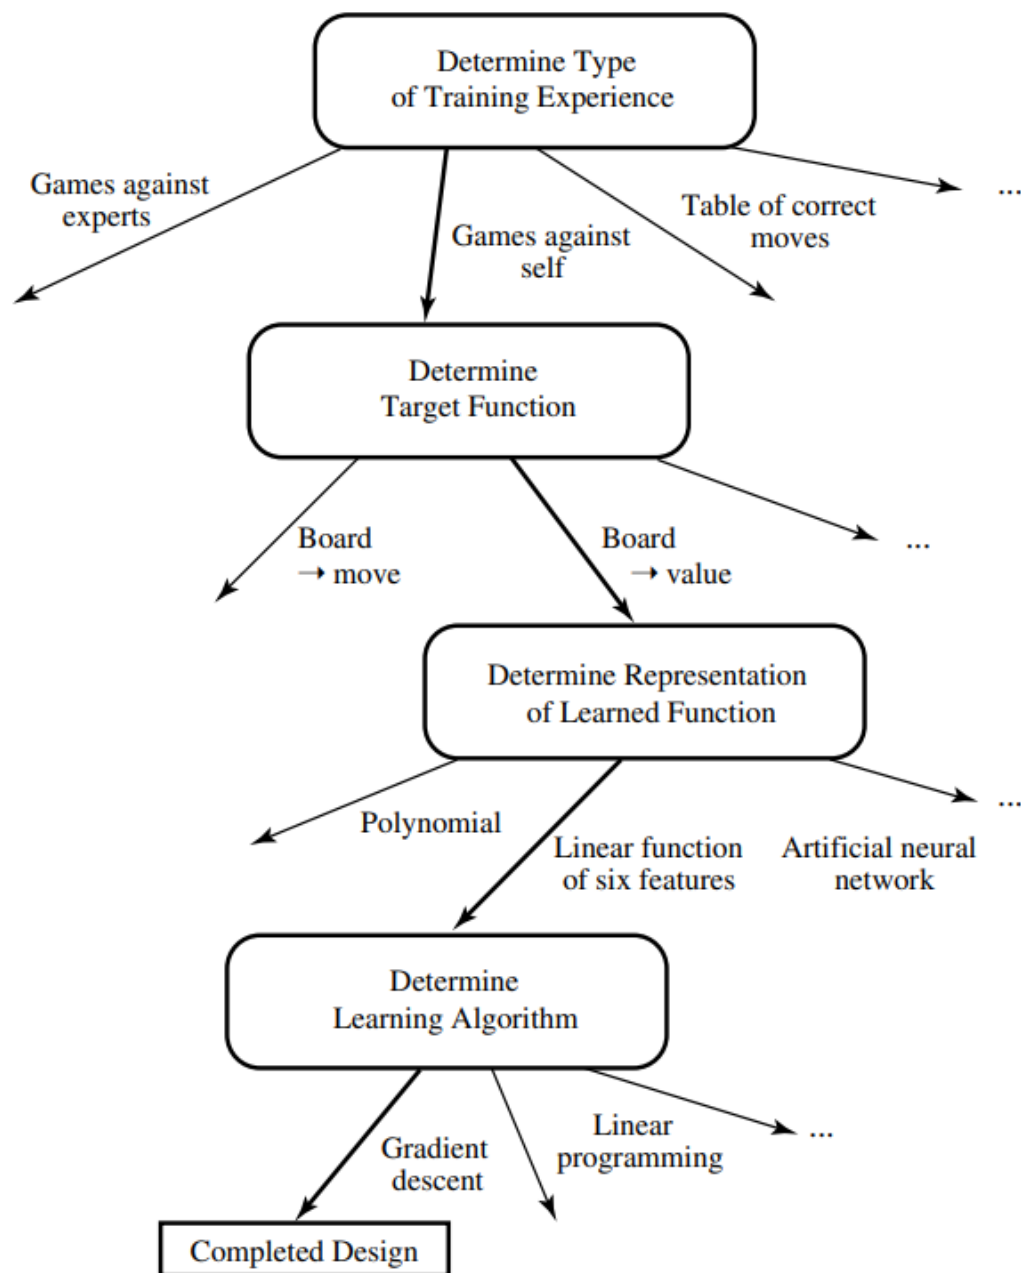 Determine Type
of Training Experience
Games against
experts
Games against
self
Table of correct
moves
...
Determine
Target Function
Board
→ move
Board
→ value
...
Determine Representation
of Learned Function
Polynomial
Linear function
of six features
Artificial neural
network
...
Determine
Learning Algorithm
Gradient
descent
Linear
programming
...
Completed Design